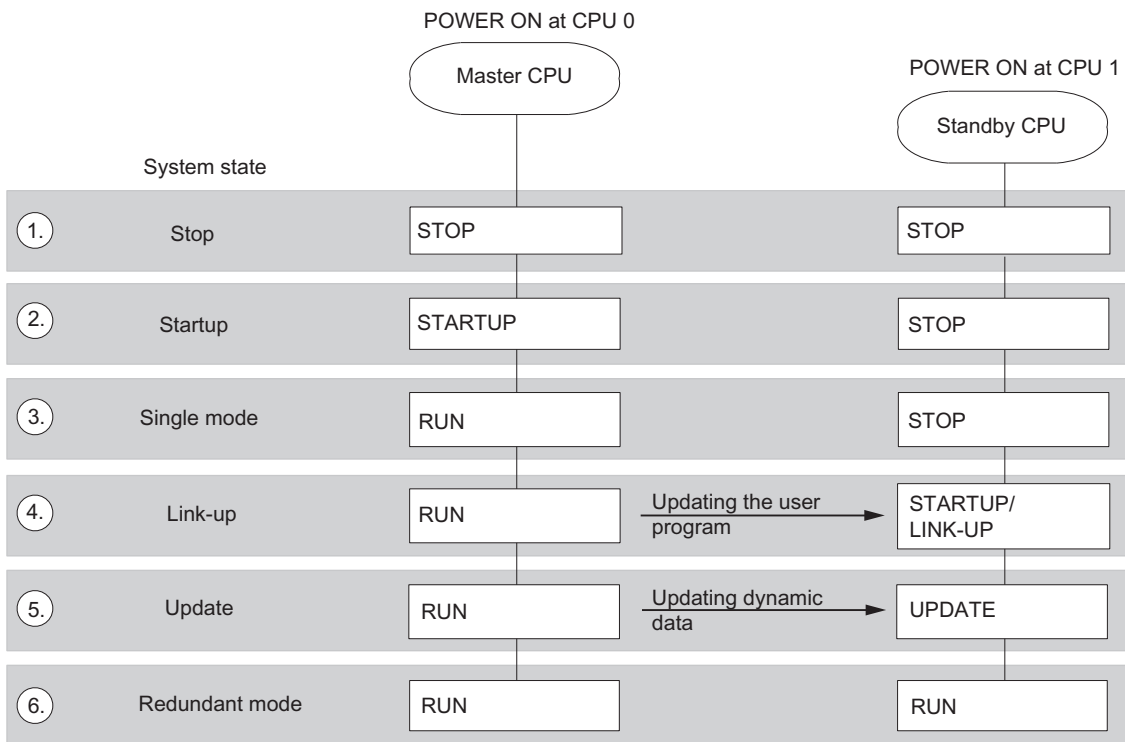 POWER ON at CPU 0
Master CPU
POWER ON at CPU 1
Standby CPU
System state
1.
Stop
STOP
STOP
2.
Startup
STARTUP
STOP
3.
Single mode
RUN
STOP
4.
Link-up
RUN
Updating the user
program
STARTUP/
LINK-UP
5.
Update
RUN
Updating dynamic
data
UPDATE
6.
Redundant mode
RUN
RUN